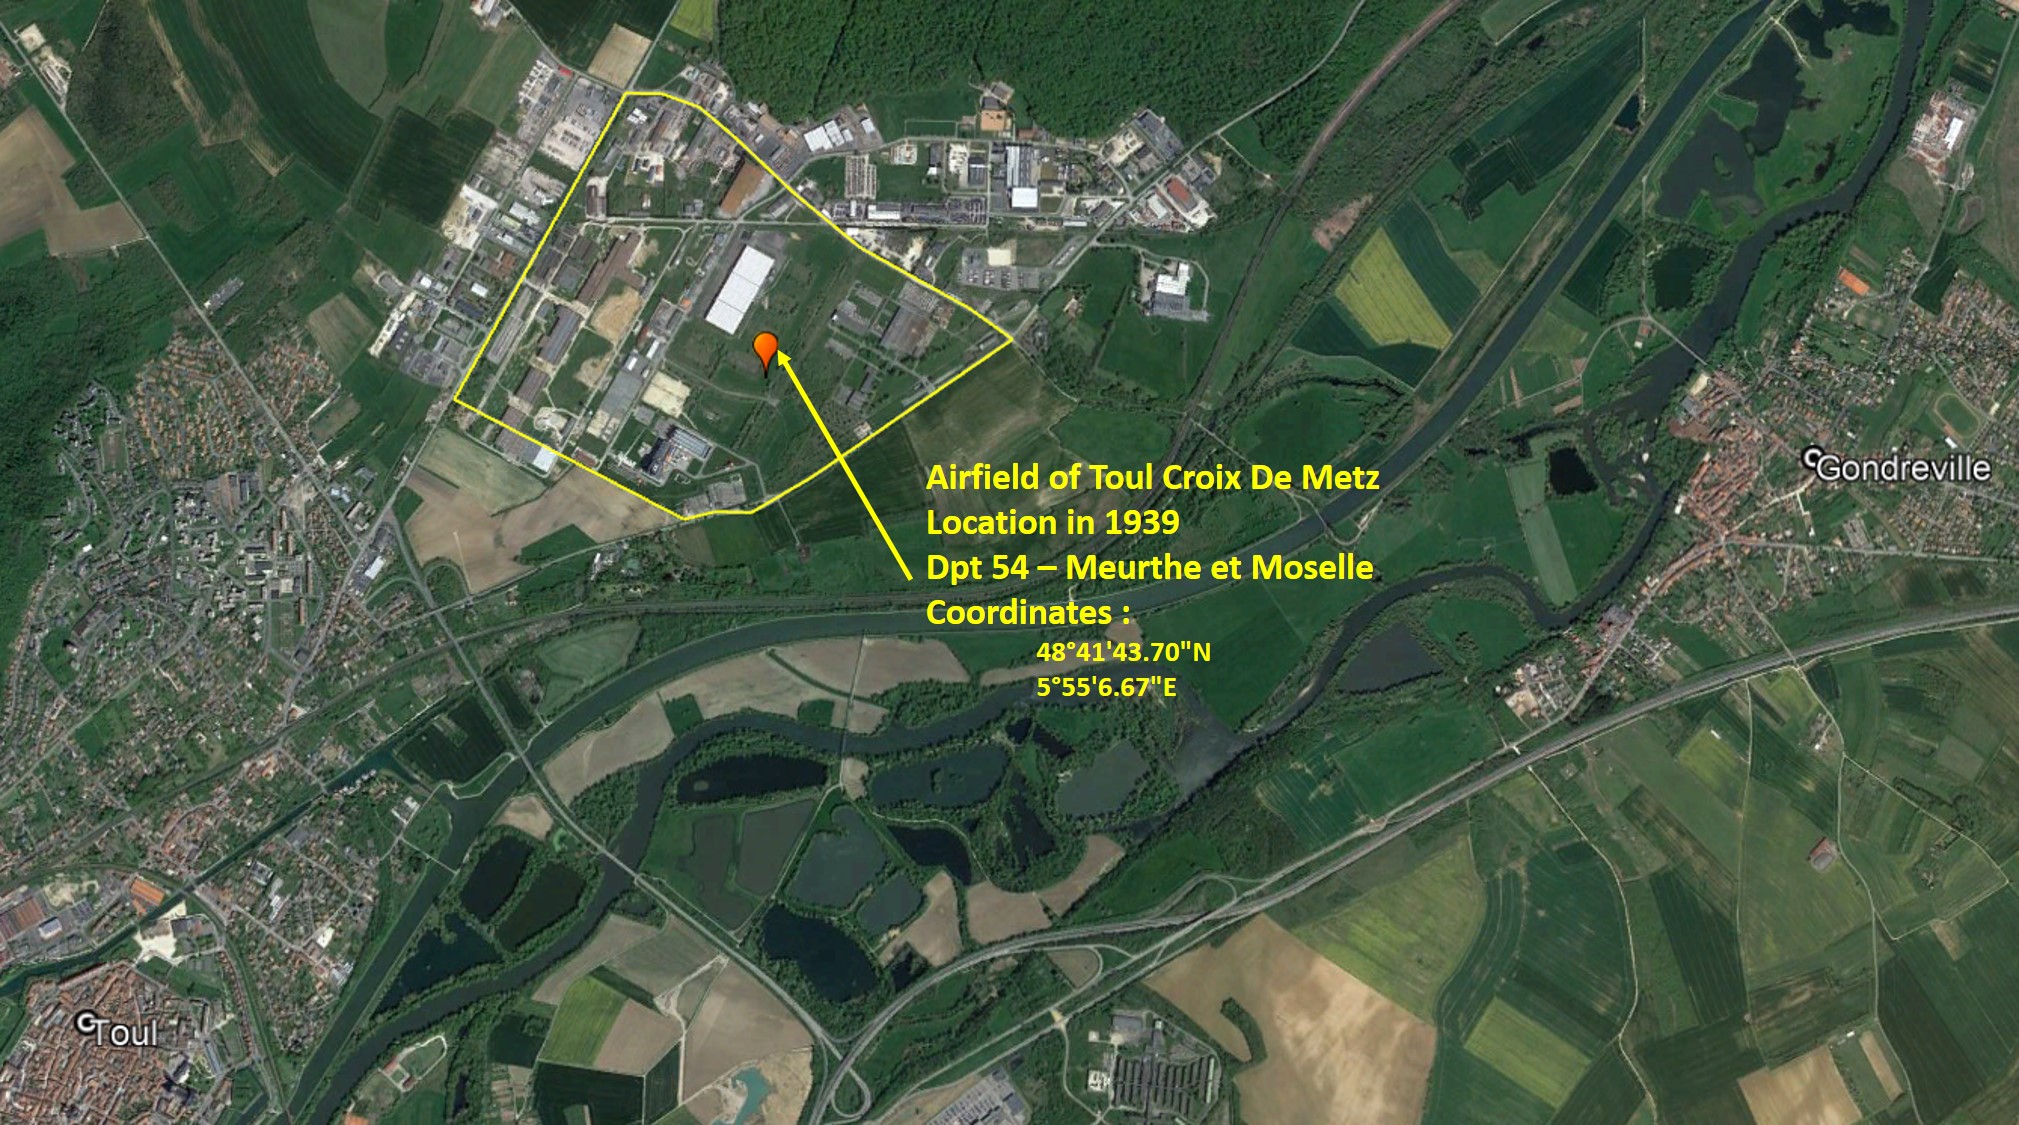 Airfield of Toul Croix De Metz
Location in 1939
Dpt 54 – Meurthe et Moselle
Coordinates :
48°41'43.70"N
5°55'6.67"E
Gondreville
Toul